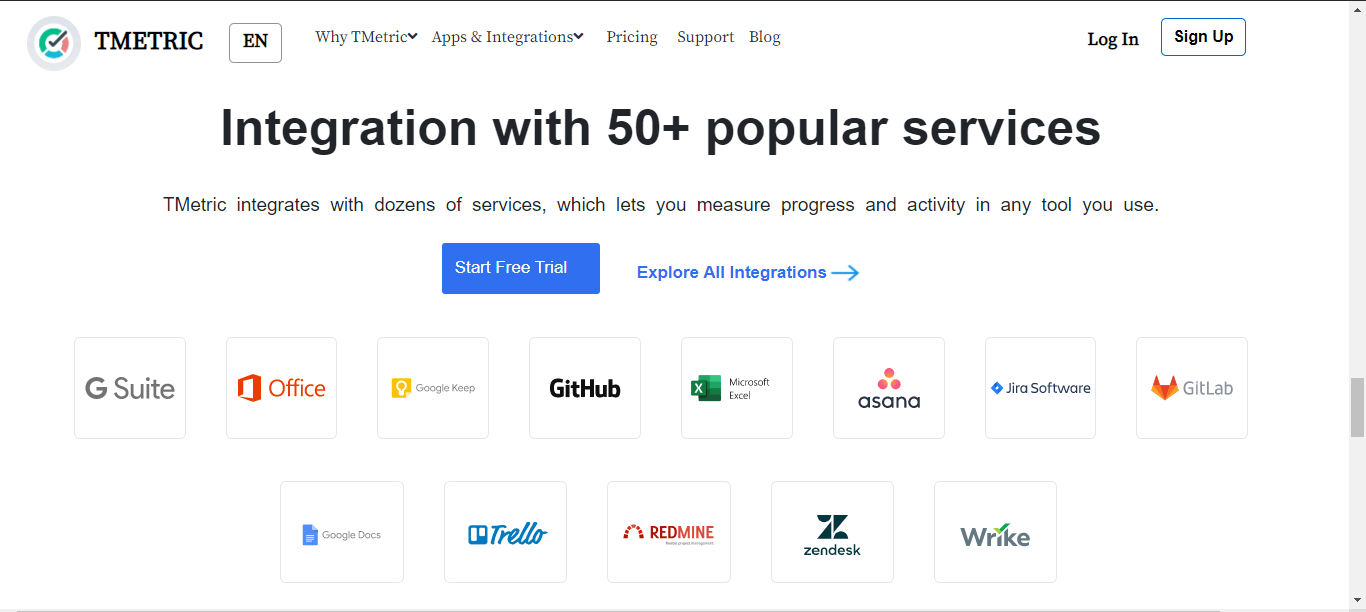 TMETRIC EN Why TMetric Apps & Integrations Pricing Support Blog Log In Sign Up
Integration with 50+ popular services
TMetric integrates with dozens of services, which lets you measure progress and activity in any tool you use.
Start Free Trial Explore All Integrations
G Suite Office Google Keep GitHub Microsoft Excel asana Jira Software GitLab
Google Docs Trello REDMINE flexible project management zendesk Wrike